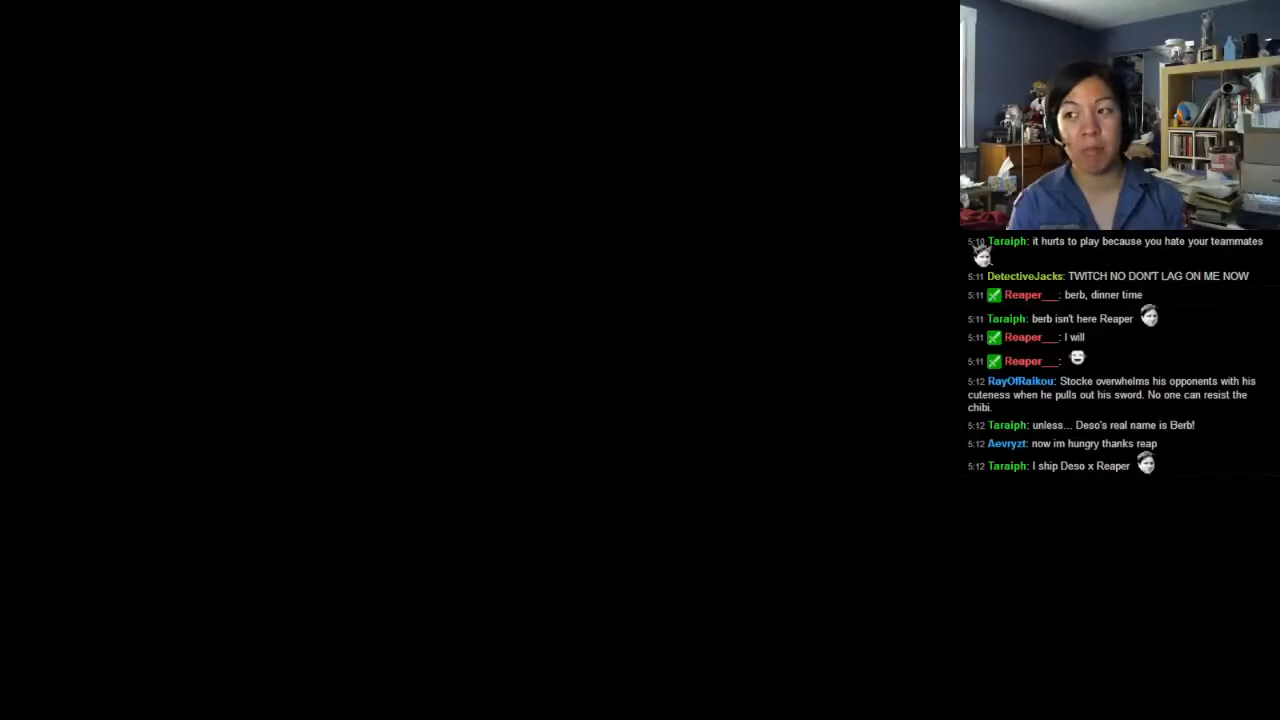 5:10 Taraiph: it hurts to play because you hate your teammates
5:11 DetectiveJacks: TWITCH NO DON'T LAG ON ME NOW
5:11 Reaper___: berb, dinner time
5:11 Taraiph: berb isn't here Reaper
5:11 Reaper___: I will
5:11 Reaper___:
5:12 RayOfRaikou: Stocke overwhelms his opponents with his
cuteness when he pulls out his sword. No one can resist the
chibi.
5:12 Taraiph: unless... Deso's real name is Berb!
5:12 Aevryzt: now im hungry thanks reap
5:12 Taraiph: I ship Deso x Reaper